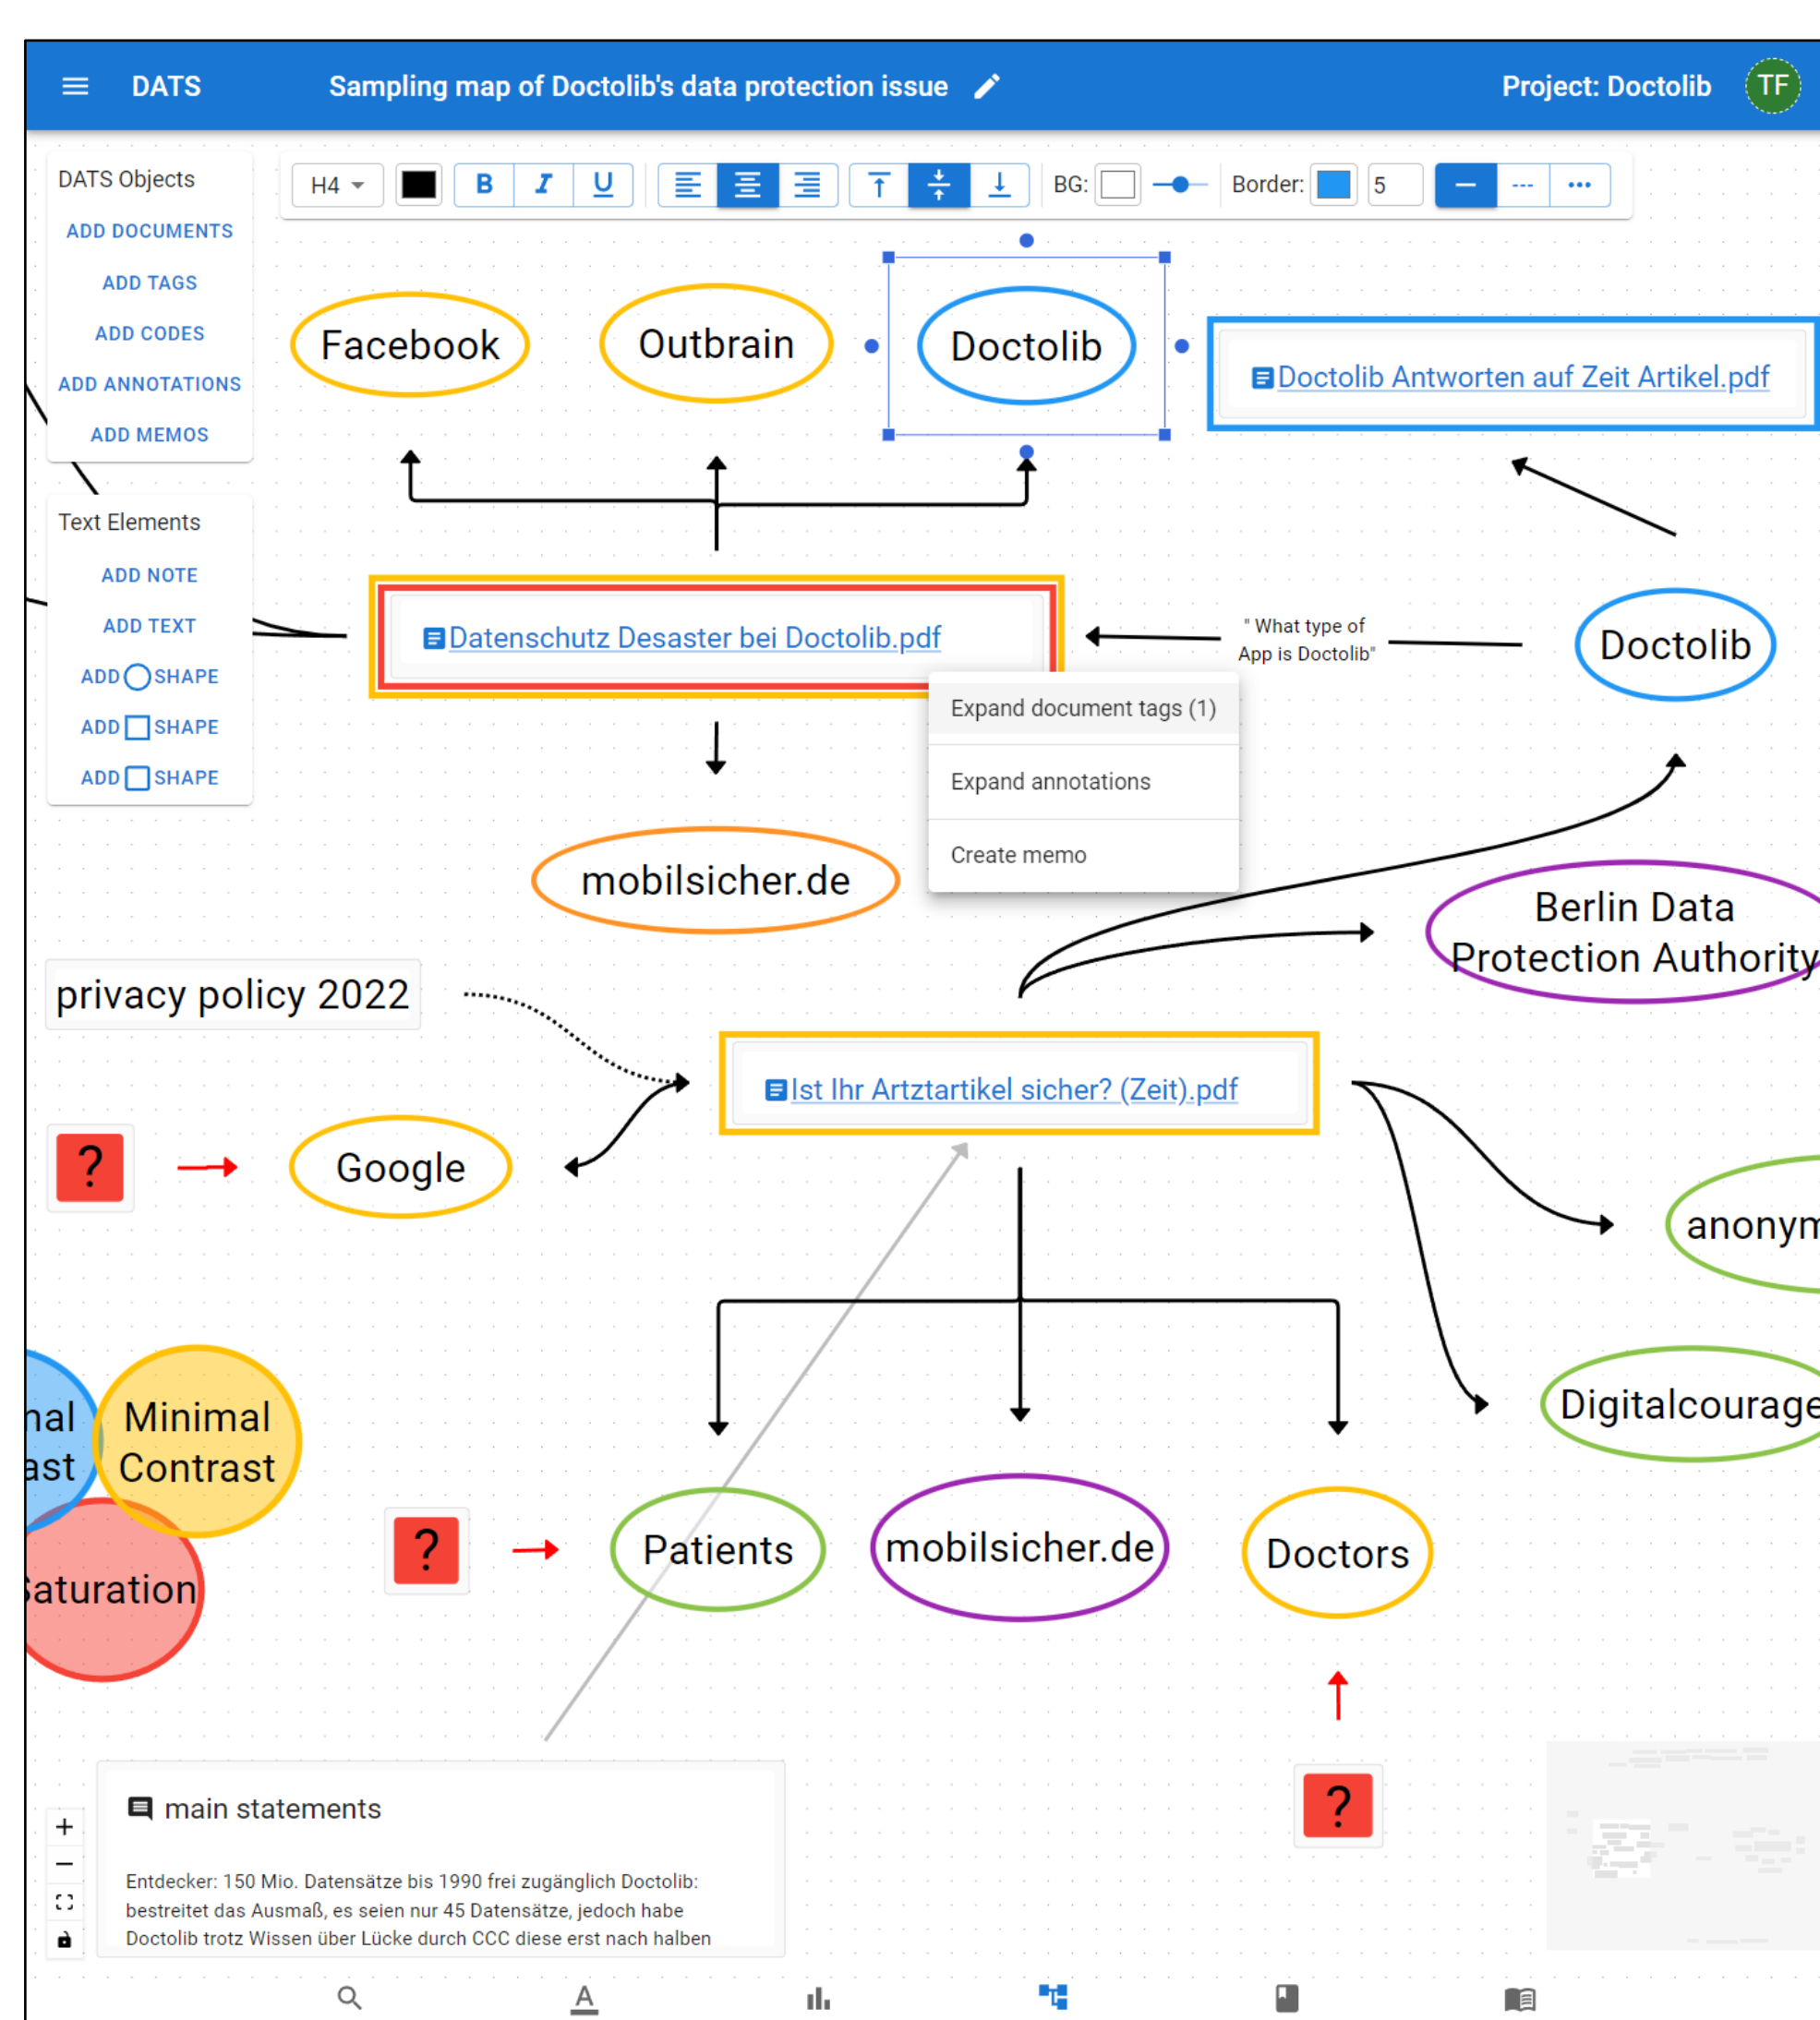 DATS
Sampling map of Doctolib's data protection issue
Project: Doctolib
TF
DATS Objects
ADD DOCUMENTS
ADD TAGS
ADD CODES
ADD ANNOTATIONS
ADD MEMOS
Text Elements
ADD NOTE
ADD TEXT
ADD SHAPE
ADD SHAPE
ADD SHAPE
H4
B I U
BG:
Border:
5
Facebook
Outbrain
Doctolib
Doctolib Antworten auf Zeit Artikel.pdf
Datenschutz Desaster bei Doctolib.pdf
" What type of
App is Doctolib"
Doctolib
Expand document tags (1)
Expand annotations
Create memo
mobilsicher.de
Berlin Data
Protection Authority
privacy policy 2022
Ist Ihr Artztartikel sicher? (Zeit).pdf
?
Google
anonym
Digitalcourage
nal
ast
Minimal
Contrast
Saturation
?
Patients
mobilsicher.de
Doctors
?
main statements
Entdecker: 150 Mio. Datensätze bis 1990 frei zugänglich Doctolib:
bestreitet das Ausmaß, es seien nur 45 Datensätze, jedoch habe
Doctolib trotz Wissen über Lücke durch CCC diese erst nach halben
A